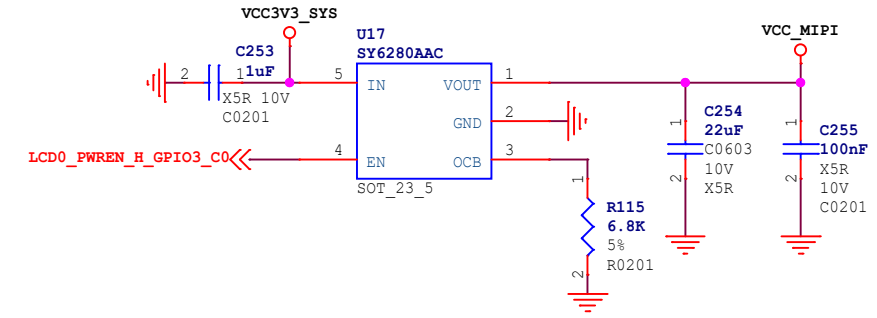 VCC3V3_SYS
VCC_MIPI
U17
SY6280AAC
C253
2
1
1uF
X5R 10V
C0201
5
IN
VOUT
1
GND
2
LCD0_PWREN_H_GPIO3_C0
4
EN
OCB
3
SOT_23_5
1
C254
22uF
C0603
10V
X5R
2
1
C255
100nF
X5R
10V
C0201
2
1
R115
6.8K
5%
R0201
2